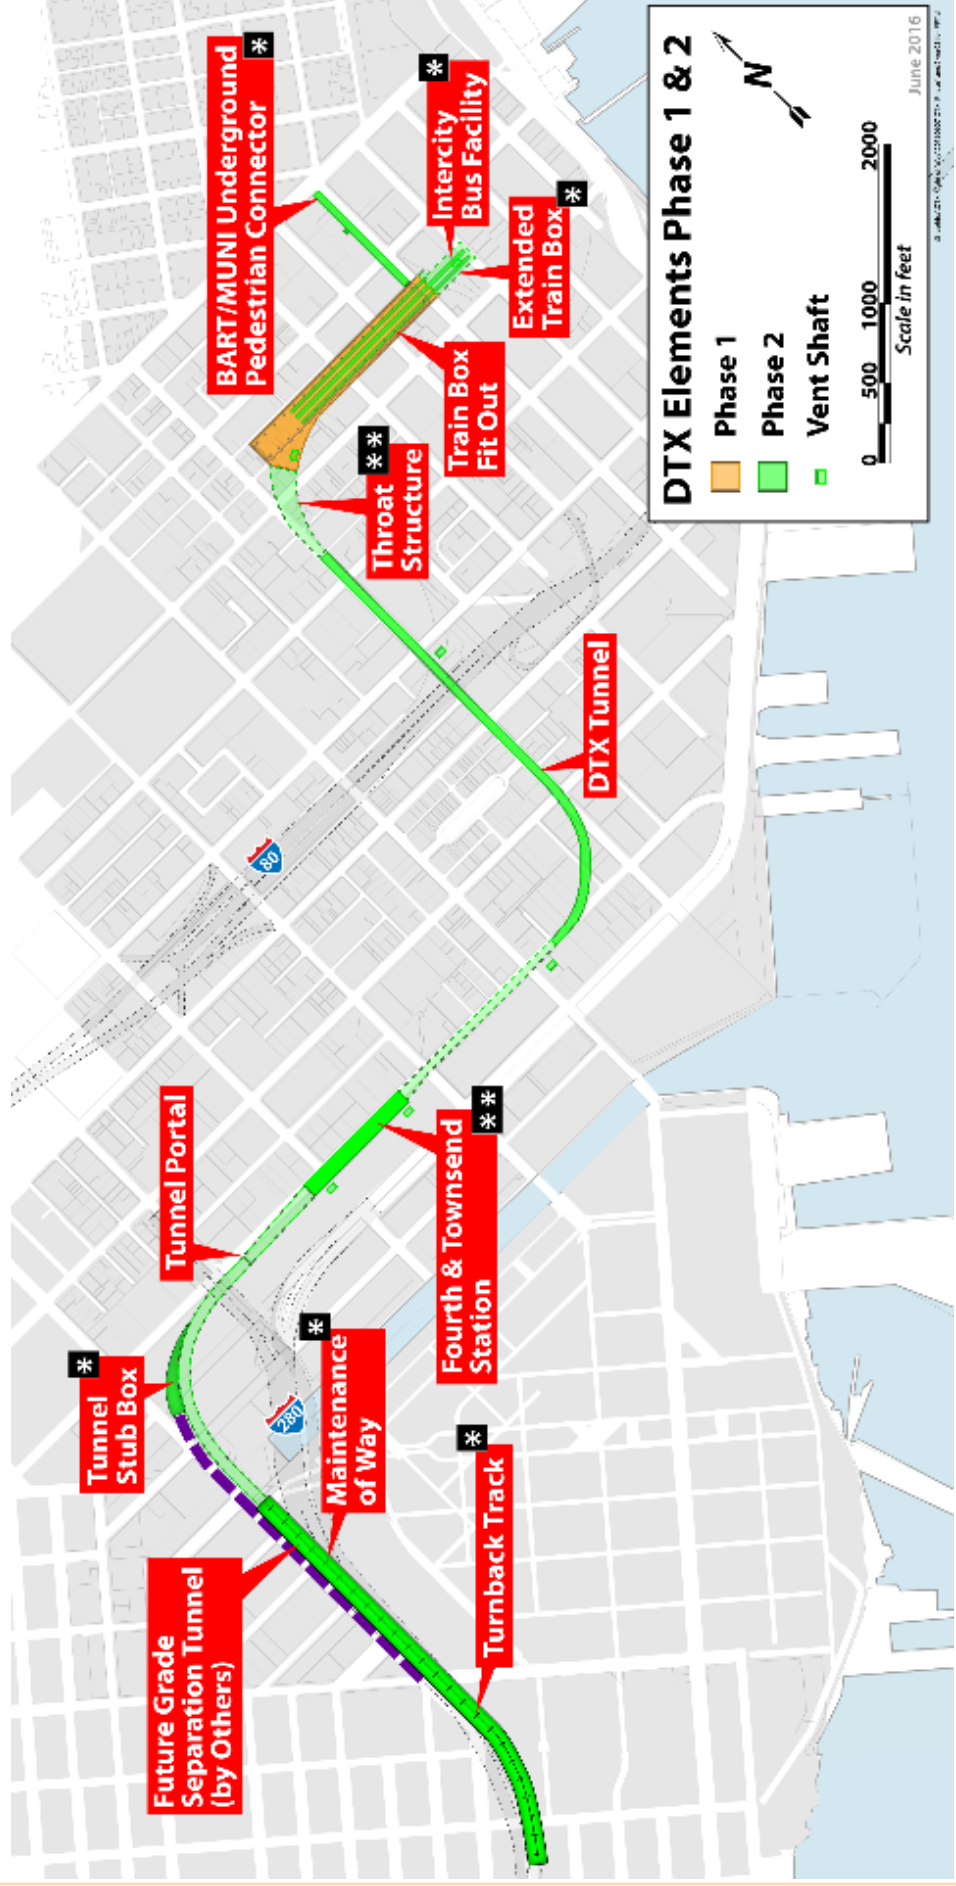 BART/MUNI Underground
Pedestrian Connector
*
Intercity
Bus Facility
*
Extended
Train Box
*
Train Box
Fit Out
Throat
Structure
**
DTX Tunnel
80
Tunnel Portal
Fourth & Townsend
Station
**
Tunnel
Stub Box
*
280
Maintenance
of Way
*
Turnback Track
*
Future Grade
Separation Tunnel
(by Others)
DTX Elements Phase 1 & 2
Phase 1
Phase 2
Vent Shaft
N
0 500 1000 2000
Scale in feet
June 2016